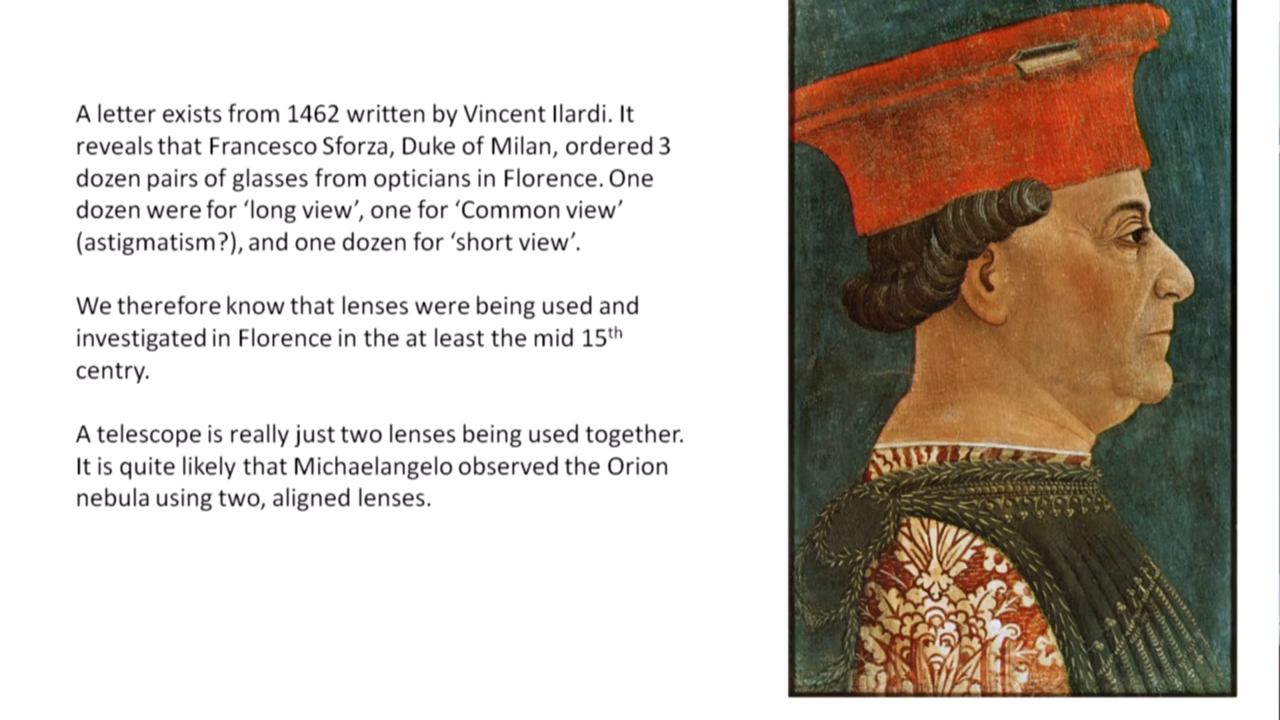 A letter exists from 1462 written by Vincent Ilardi. It
reveals that Francesco Sforza, Duke of Milan, ordered 3
dozen pairs of glasses from opticians in Florence. One
dozen were for ‘long view’, one for ‘Common view’
(astigmatism?), and one dozen for ‘short view’.
We therefore know that lenses were being used and
investigated in Florence in the at least the mid 15th
centry.
A telescope is really just two lenses being used together.
It is quite likely that Michaelangelo observed the Orion
nebula using two, aligned lenses.